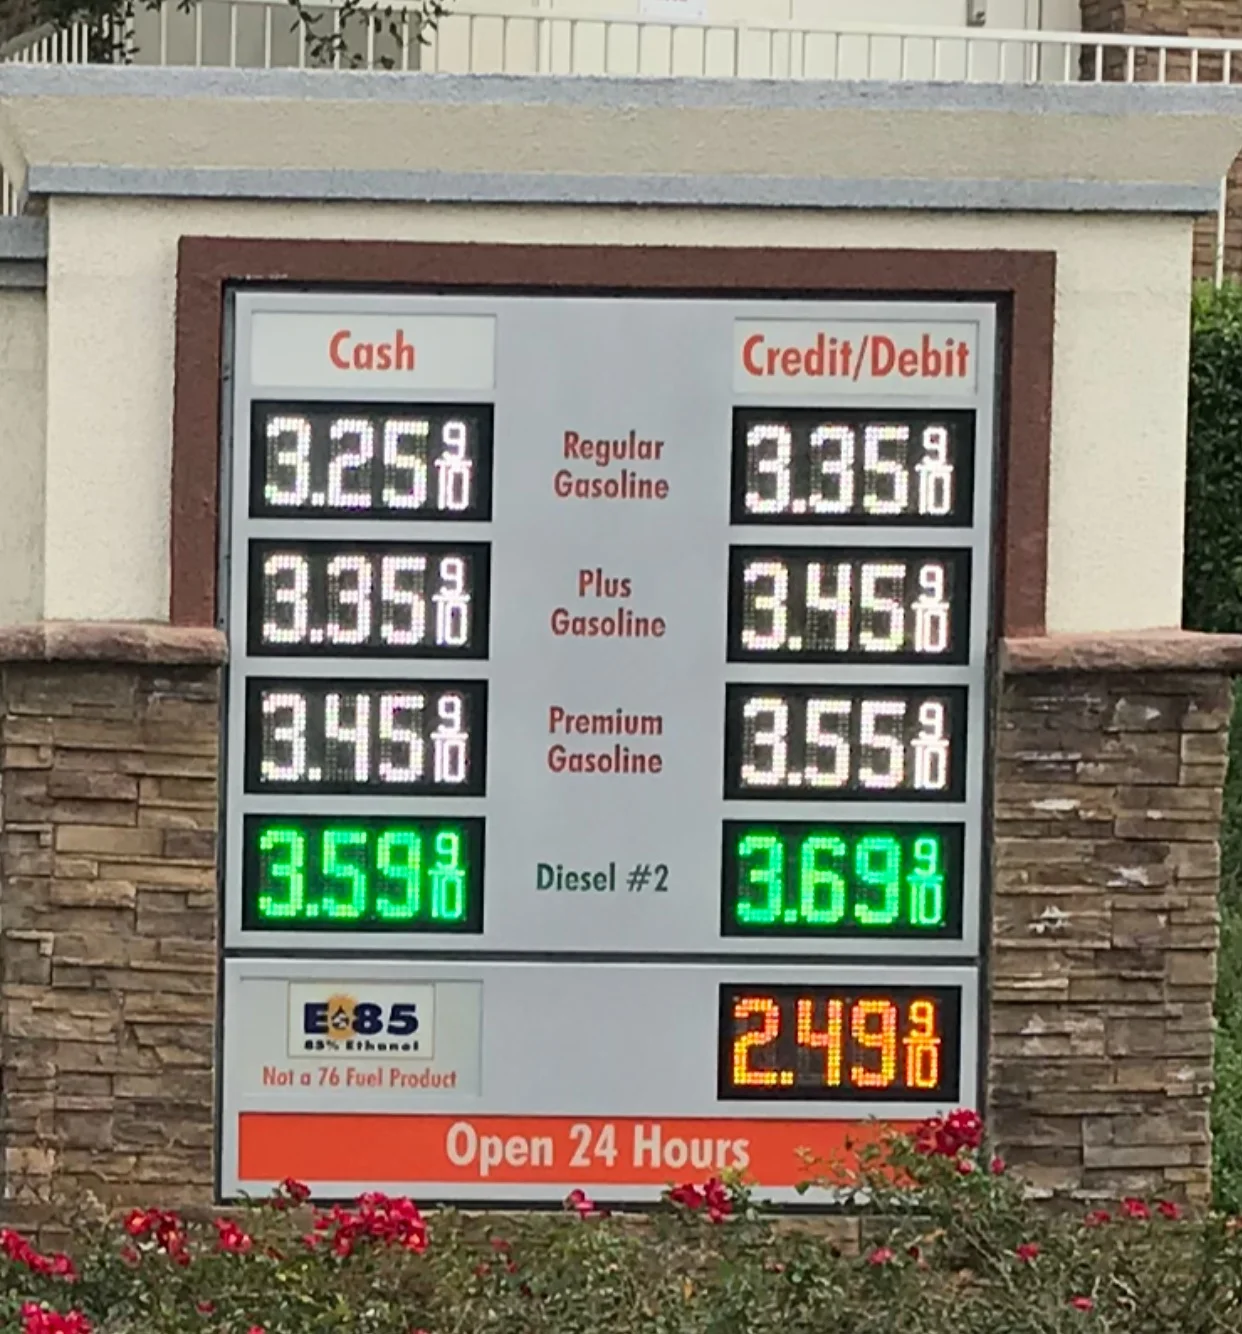 Cash Credit/Debit
3.25 9/10 Regular Gasoline 3.35 9/10
3.35 9/10 Plus Gasoline 3.45 9/10
3.45 9/10 Premium Gasoline 3.55 9/10
3.59 9/10 Diesel #2 3.69 9/10
E85 2.49 9/10
85% Ethanol
Not a 76 Fuel Product
Open 24 Hours